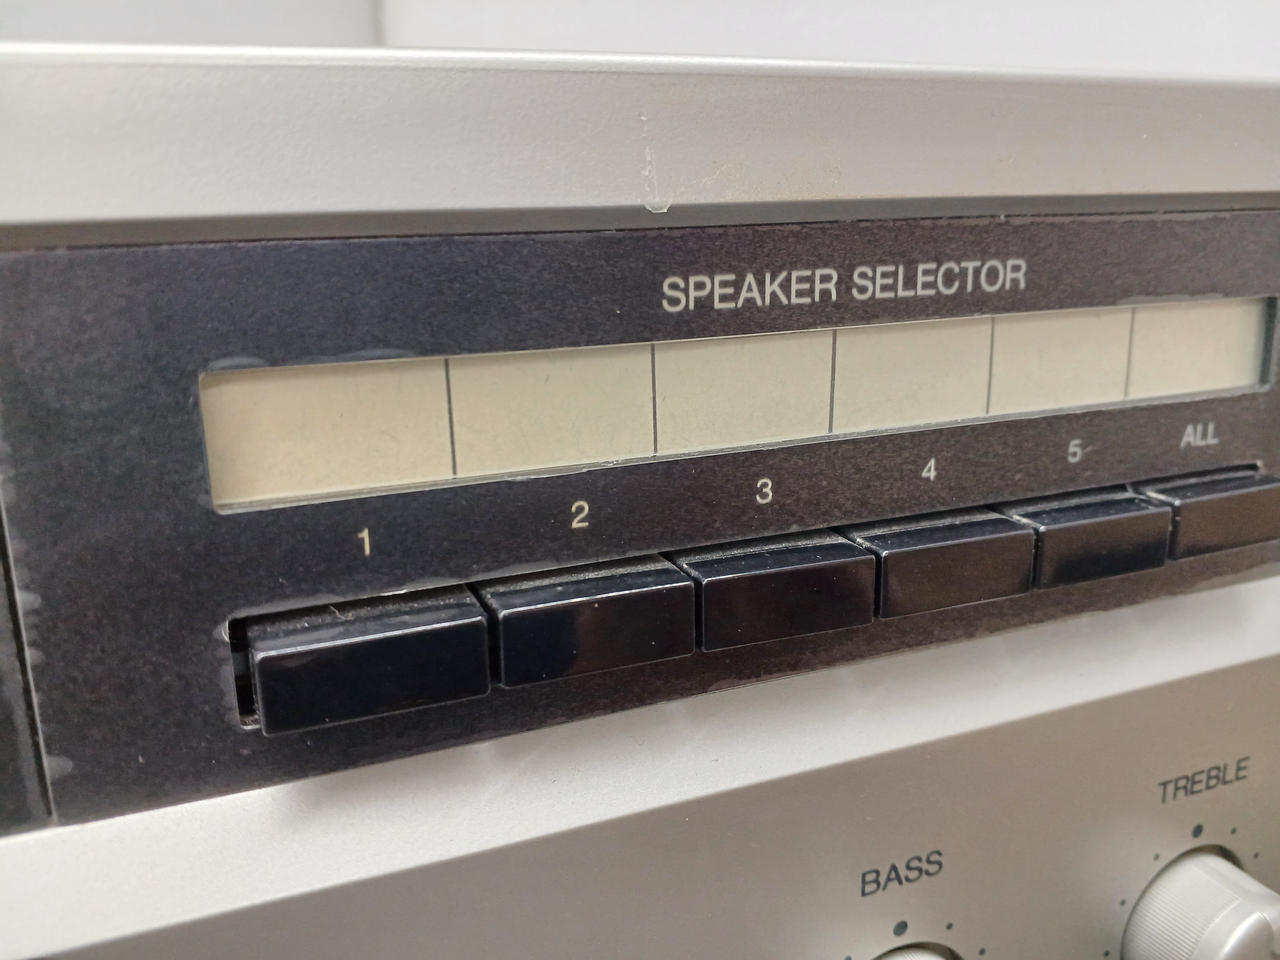 SPEAKER SELECTOR
1 2 3 4 5 ALL
BASS TREBLE